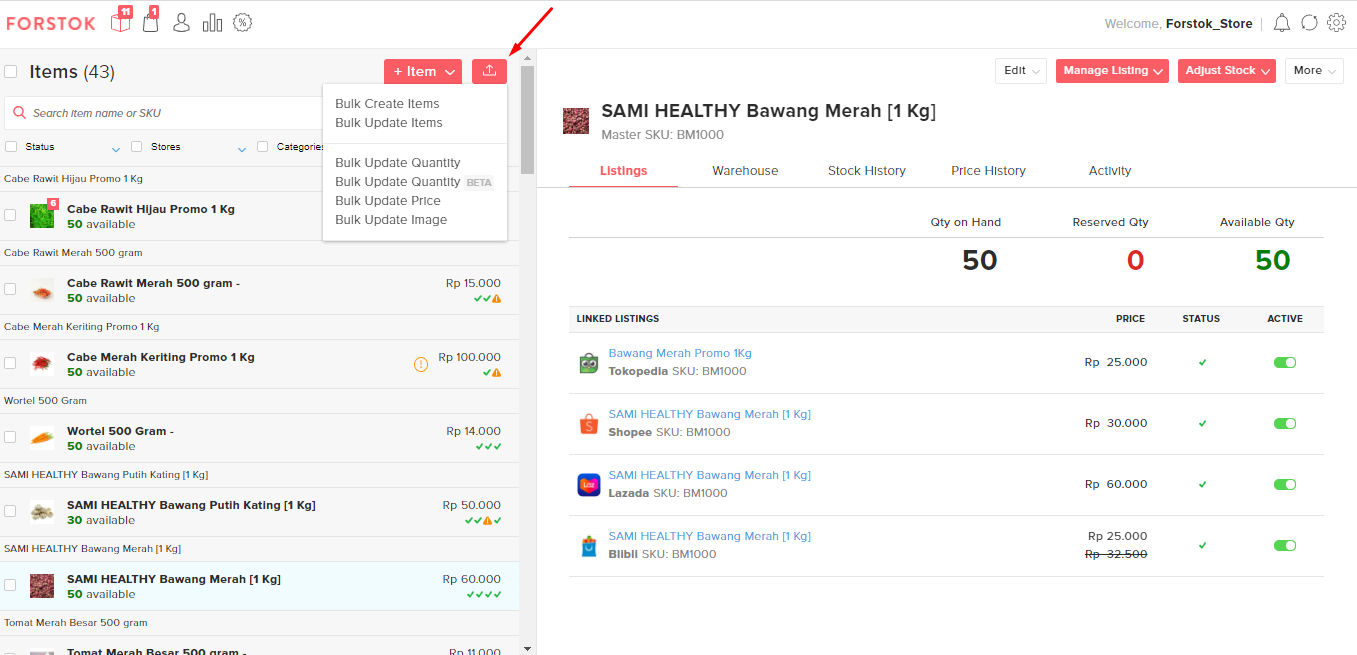 FORSTOK
11
1
Welcome, Forstok_Store
Items (43)
+ Item
Search item name or SKU
Status
Stores
Categories
Bulk Create Items
Bulk Update Items
Bulk Update Quantity
Bulk Update Quantity BETA
Bulk Update Price
Bulk Update Image
Cabe Rawit Hijau Promo 1 Kg
6
Cabe Rawit Hijau Promo 1 Kg
50 available
Cabe Rawit Merah 500 gram
Cabe Rawit Merah 500 gram -
Rp 15.000
50 available
Cabe Merah Keriting Promo 1 Kg
Cabe Merah Keriting Promo 1 Kg
Rp 100.000
50 available
Wortel 500 Gram
Wortel 500 Gram -
Rp 14.000
50 available
SAMI HEALTHY Bawang Putih Kating [1 Kg]
SAMI HEALTHY Bawang Putih Kating [1 Kg]
Rp 50.000
30 available
SAMI HEALTHY Bawang Merah [1 Kg]
SAMI HEALTHY Bawang Merah [1 Kg]
Rp 60.000
50 available
Tomat Merah Besar 500 gram
Tomat Merah Besar 500 gram -
Rp 11.000
Edit
Manage Listing
Adjust Stock
More
SAMI HEALTHY Bawang Merah [1 Kg]
Master SKU: BM1000
Listings
Warehouse
Stock History
Price History
Activity
Qty on Hand
Reserved Qty
Available Qty
50
0
50
LINKED LISTINGS
PRICE
STATUS
ACTIVE
Bawang Merah Promo 1Kg
Tokopedia SKU: BM1000
Rp 25.000
SAMI HEALTHY Bawang Merah [1 Kg]
Shopee SKU: BM1000
Rp 30.000
SAMI HEALTHY Bawang Merah [1 Kg]
Lazada SKU: BM1000
Rp 60.000
SAMI HEALTHY Bawang Merah [1 Kg]
Blibli SKU: BM1000
Rp 25.000
Rp 32.500